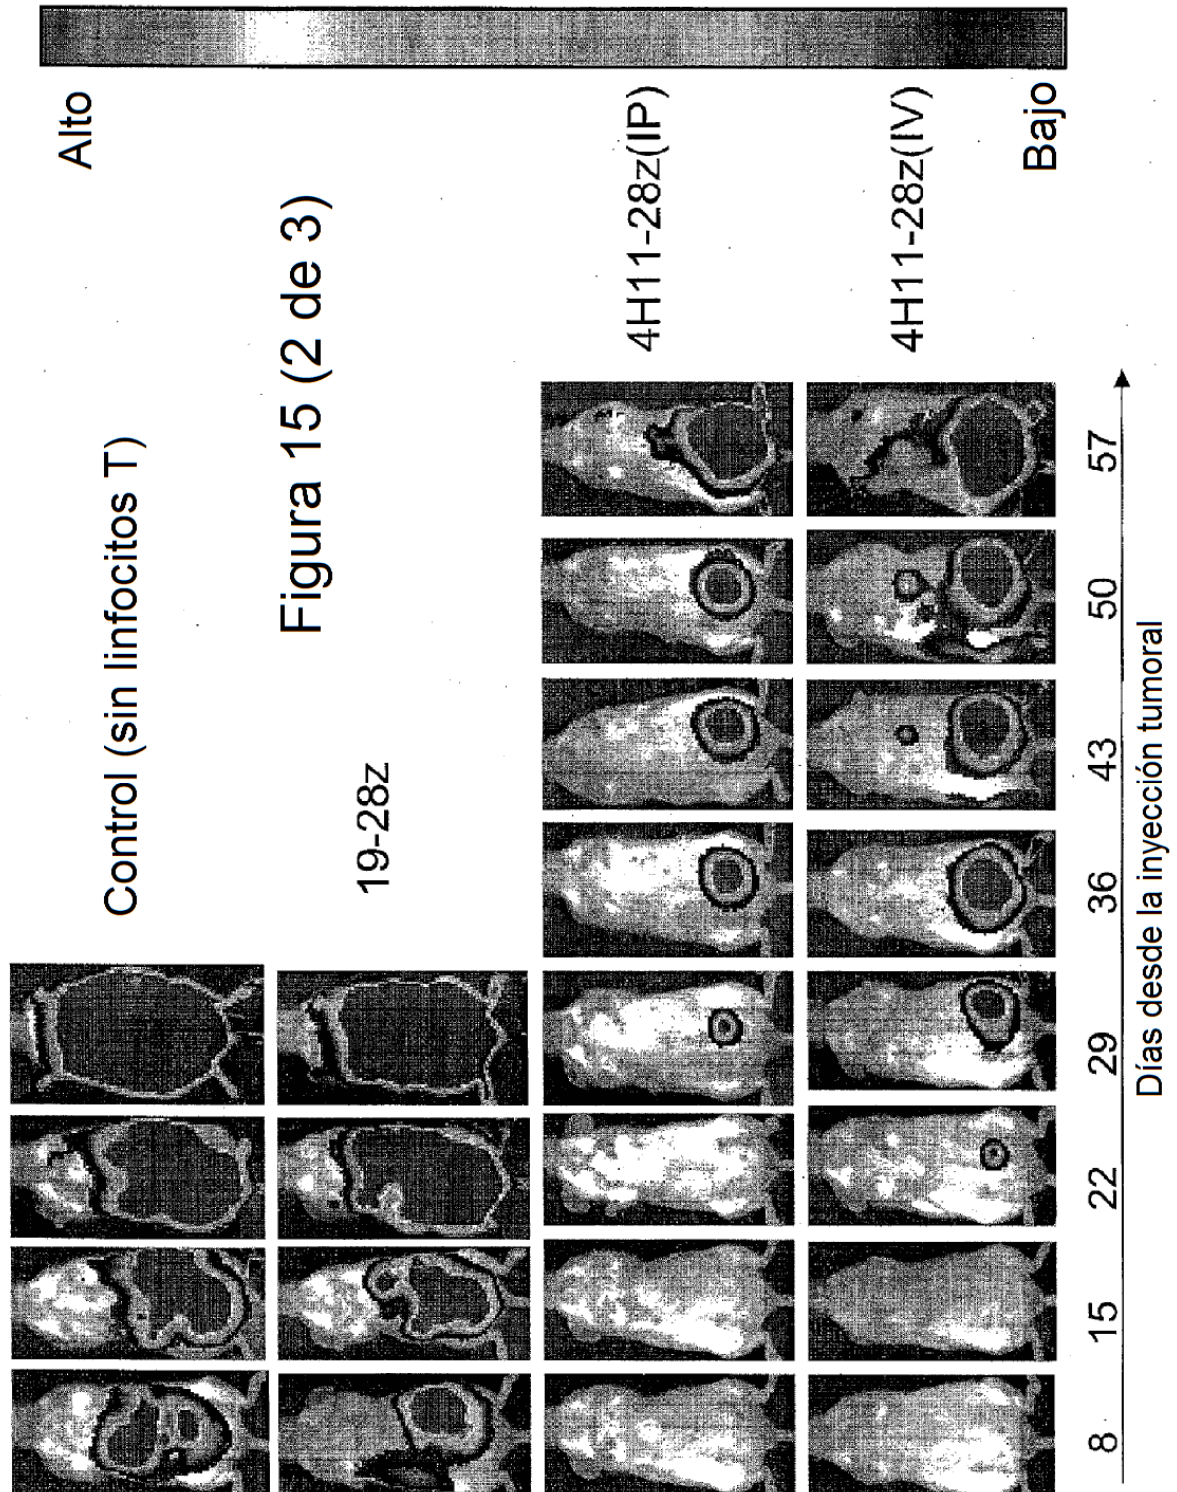 Alto
Bajo
Figura 15 (2 de 3)
Control (sin linfocitos T)
19-28z
4H11-28z(IP)
4H11-28z(IV)
8 15 22 29 36 43 50 57
Días desde la inyección tumoral